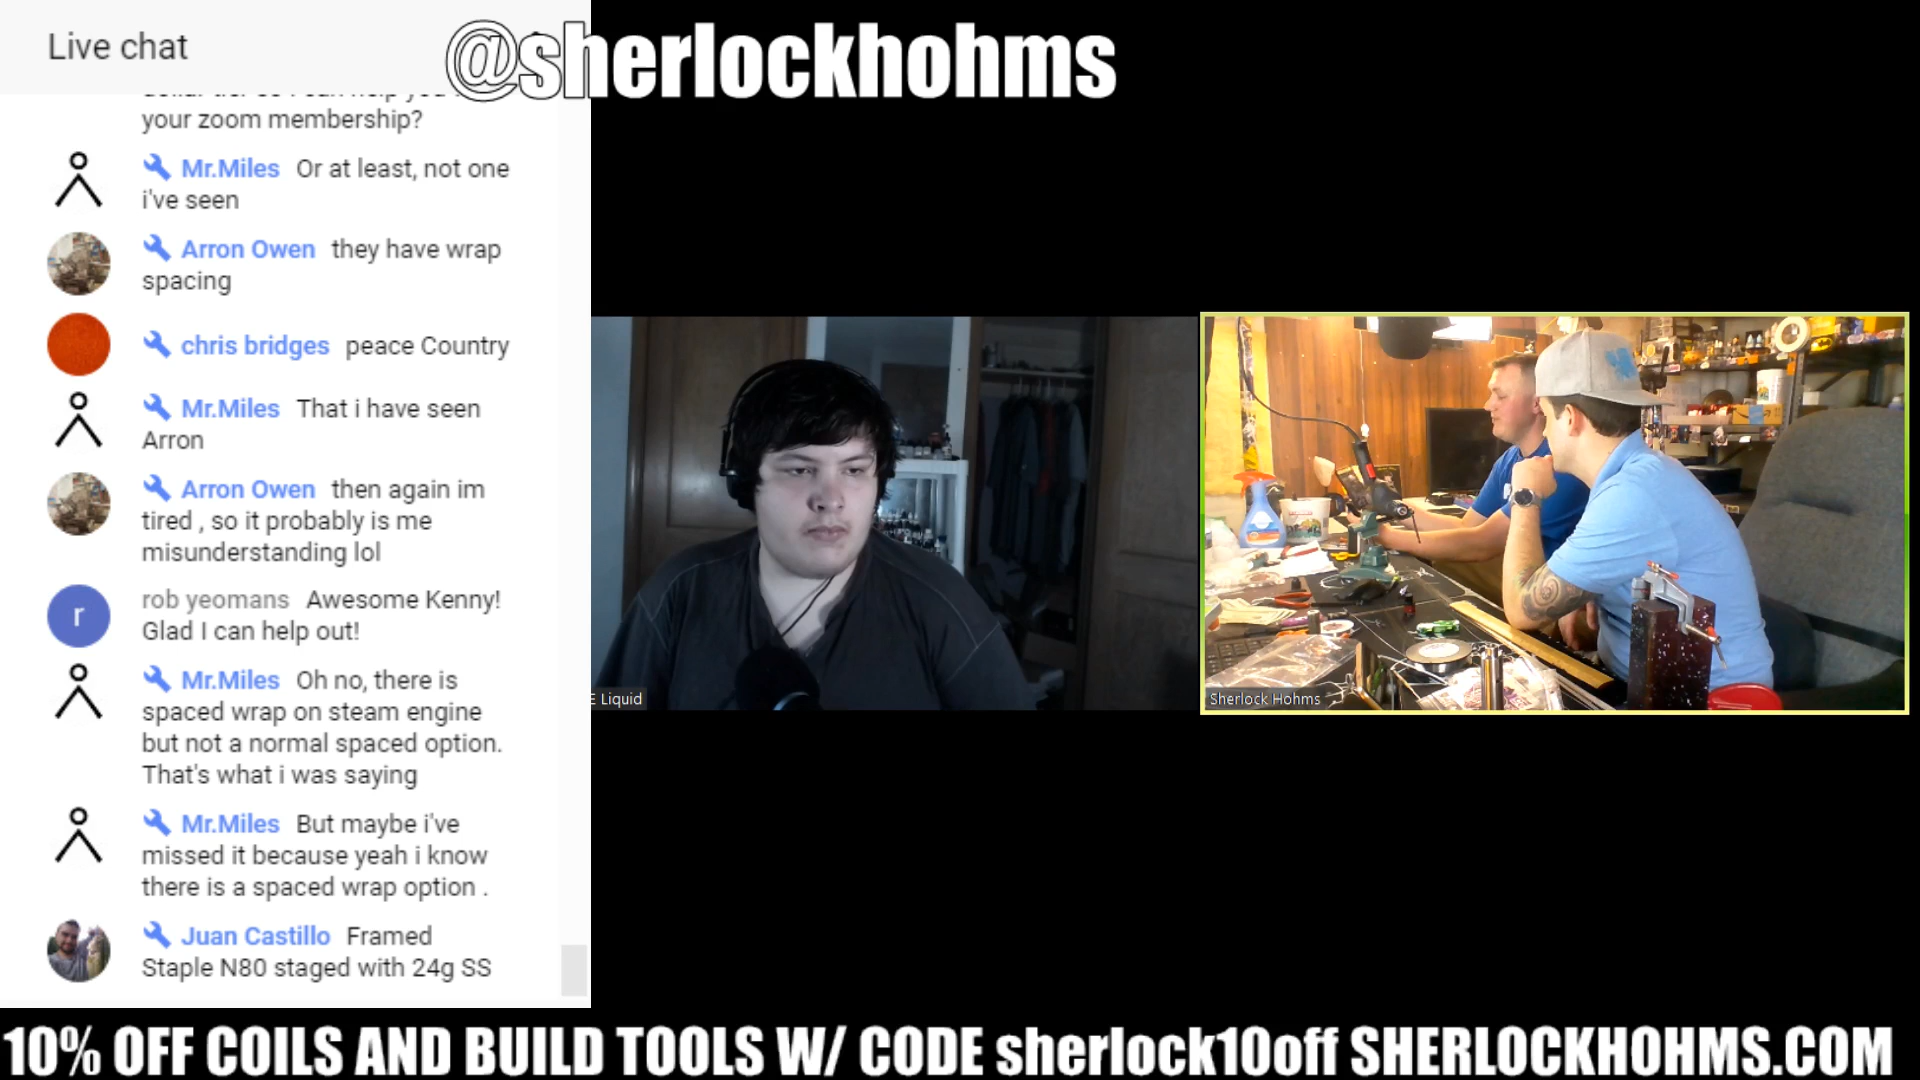 Live chat
@sherlockhohms
your zoom membership?
Mr.Miles Or at least, not one
i've seen
Arron Owen they have wrap
spacing
chris bridges peace Country
Mr.Miles That i have seen
Arron
Arron Owen then again im
tired , so it probably is me
misunderstanding lol
r
rob yeomans Awesome Kenny!
Glad I can help out!
Mr.Miles Oh no, there is
spaced wrap on steam engine
but not a normal spaced option.
That's what i was saying
Mr.Miles But maybe i've
missed it because yeah i know
there is a spaced wrap option .
Juan Castillo Framed
Staple N80 staged with 24g SS
E Liquid
Sherlock Hohms
10% OFF COILS AND BUILD TOOLS W/ CODE sherlock10off SHERLOCKHOHMS.COM